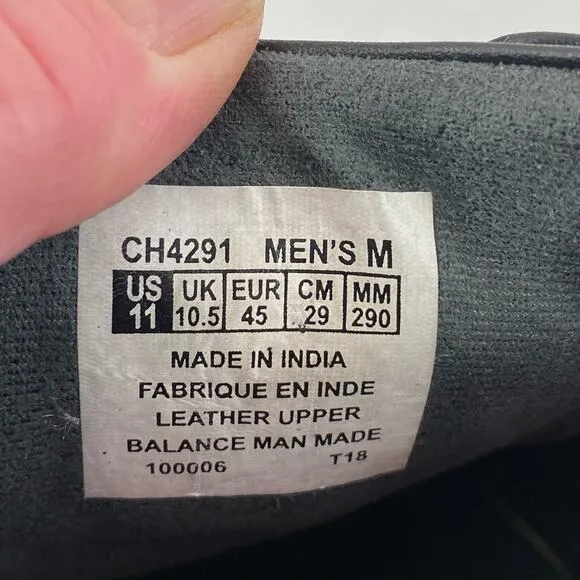 CH4291 MEN'S M
US UK EUR CM MM
11 10.5 45 29 290
MADE IN INDIA
FABRIQUE EN INDE
LEATHER UPPER
BALANCE MAN MADE
100006 T18